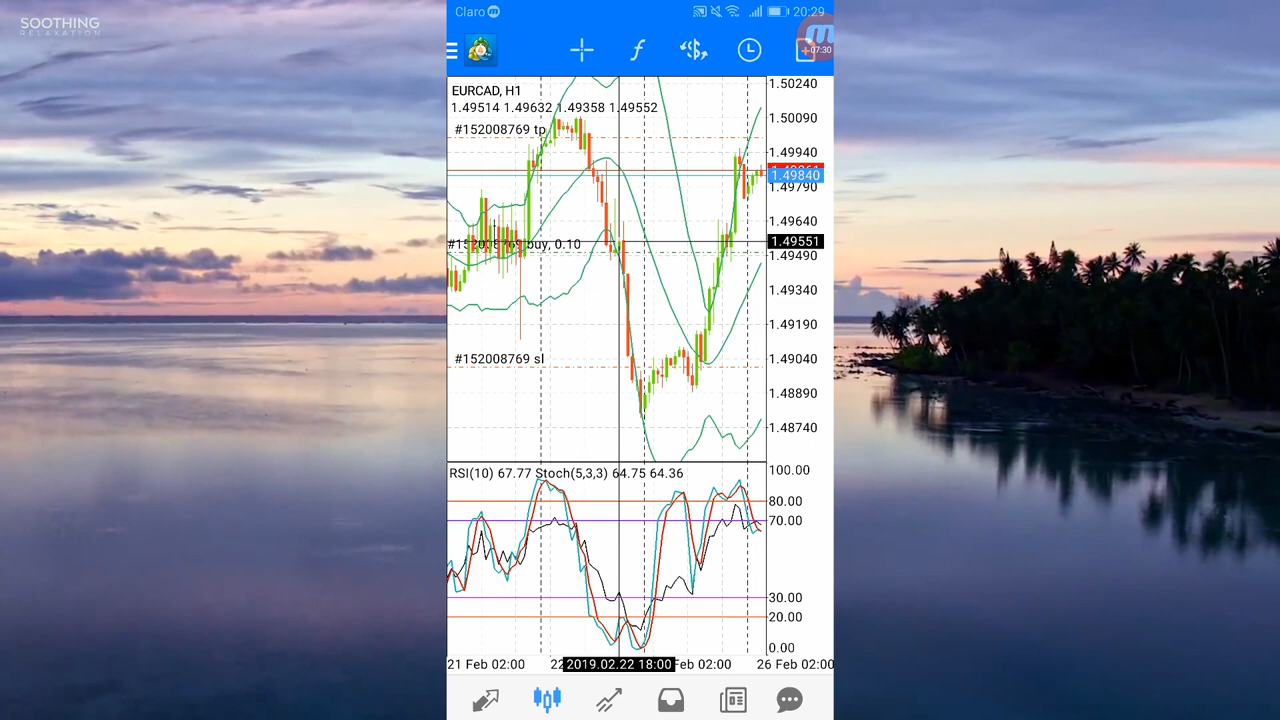 SOOTHING
RELAXATION
Claro
20:29
07:30
EURCAD, H1
1.49514 1.49632 1.49358 1.49552
#152008769 tp
#152008769 buy, 0.10
#152008769 sl
1.50240
1.50090
1.49940
1.49840
1.49790
1.49640
1.49551
1.49490
1.49340
1.49190
1.49040
1.48890
1.48740
RSI(10) 67.77 Stoch(5,3,3) 64.75 64.36
100.00
80.00
70.00
30.00
20.00
0.00
21 Feb 02:00
22
2019.02.22 18:00
Feb 02:00
26 Feb 02:00